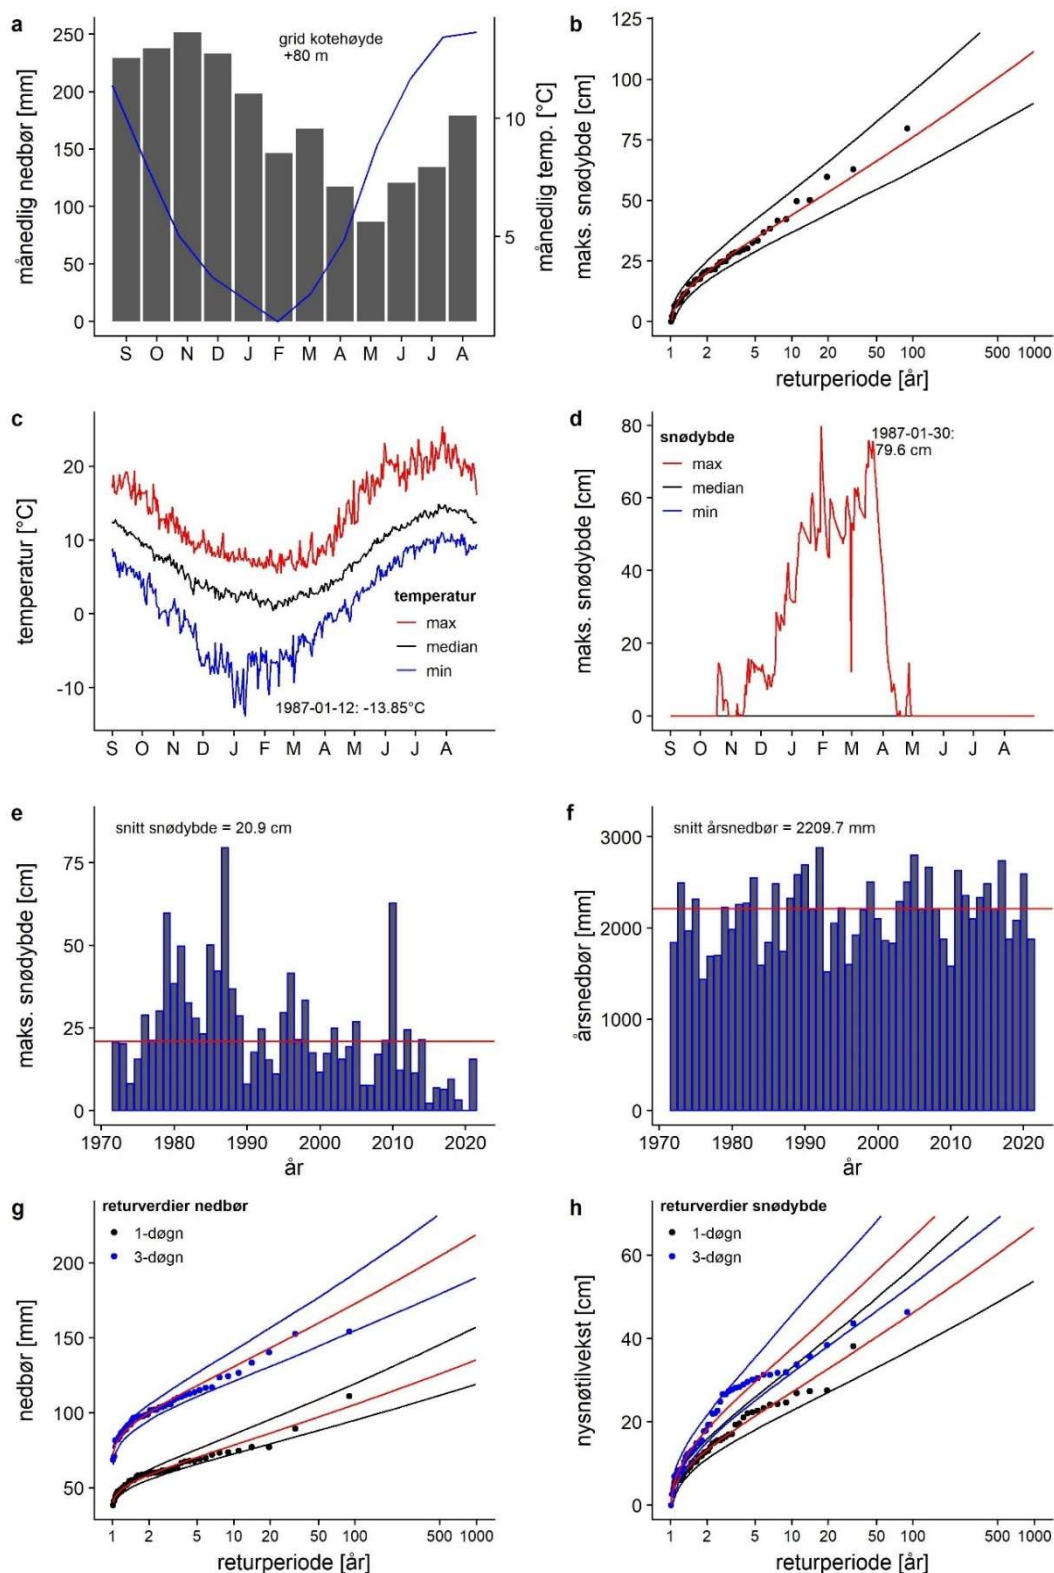 a
månedlig nedbør [mm]
250
200
150
100
50
0
grid kotehøyde
+80 m
10
5
månedlig temp. [°C]
S O N D J F M A M J J A
b
maks. snødybde [cm]
125
100
75
50
25
0
1 2 5 10 20 50 100 500 1000
returperiode [år]
c
temperatur [°C]
20
10
0
-10
temperatur
max
median
min
1987-01-12: -13.85°C
S O N D J F M A M J J A
d
maks. snødybde [cm]
80
60
40
20
0
snødybde
max
median
min
1987-01-30:
79.6 cm
S O N D J F M A M J J A
e
maks. snødybde [cm]
75
50
25
0
snitt snødybde = 20.9 cm
1970 1980 1990 2000 2010 2020
år
f
årsnedbør [mm]
3000
2000
1000
0
snitt årsnedbør = 2209.7 mm
1970 1980 1990 2000 2010 2020
år
g
returverdier nedbør
1-døgn
3-døgn
nedbør [mm]
200
150
100
50
1 2 5 10 20 50 100 500 1000
returperiode [år]
h
returverdier snødybde
1-døgn
3-døgn
nysnøtilvekst [cm]
60
40
20
0
1 2 5 10 20 50 100 500 1000
returperiode [år]